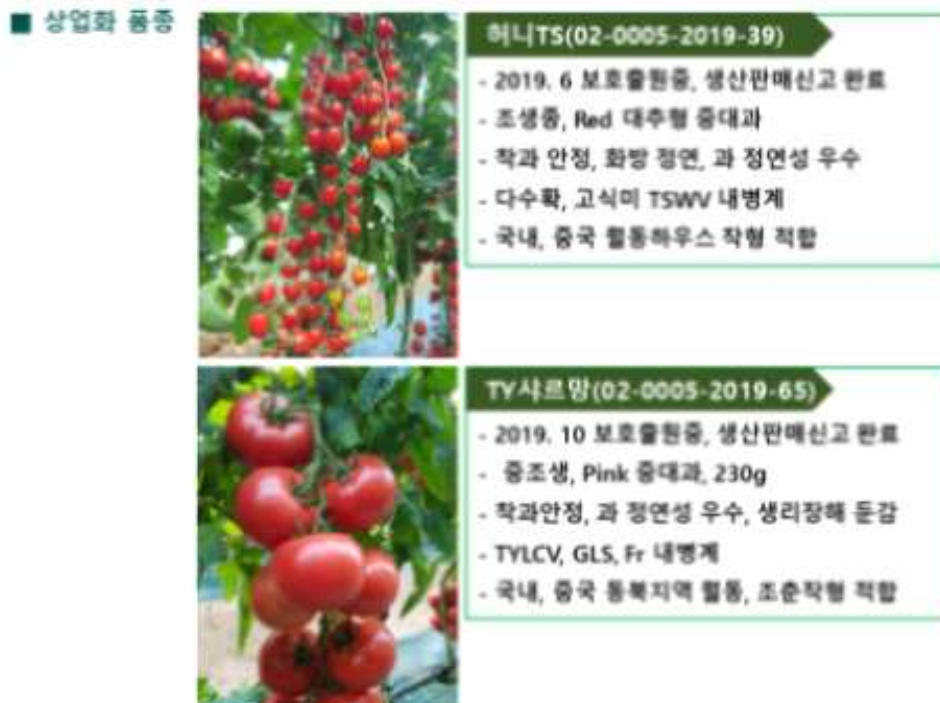 ■ 상업화 품종
허니TS(02-0005-2019-39)
- 2019. 6 보호출원중, 생산판매신고 완료
- 조생종, Red 대추형 중대과
- 착과 안정, 화방 정연, 과 정연성 우수
- 다수확, 고식미 TSWV 내병계
- 국내, 중국 월동하우스 작형 적합
TY샤르망(02-0005-2019-65)
- 2019. 10 보호출원중, 생산판매신고 완료
- 중조생, Pink 중대과, 230g
- 착과안정, 과 정연성 우수, 생리장해 둔감
- TYLCV, GLS, Fr 내병계
- 국내, 중국 동북지역 월동, 조춘작형 적합